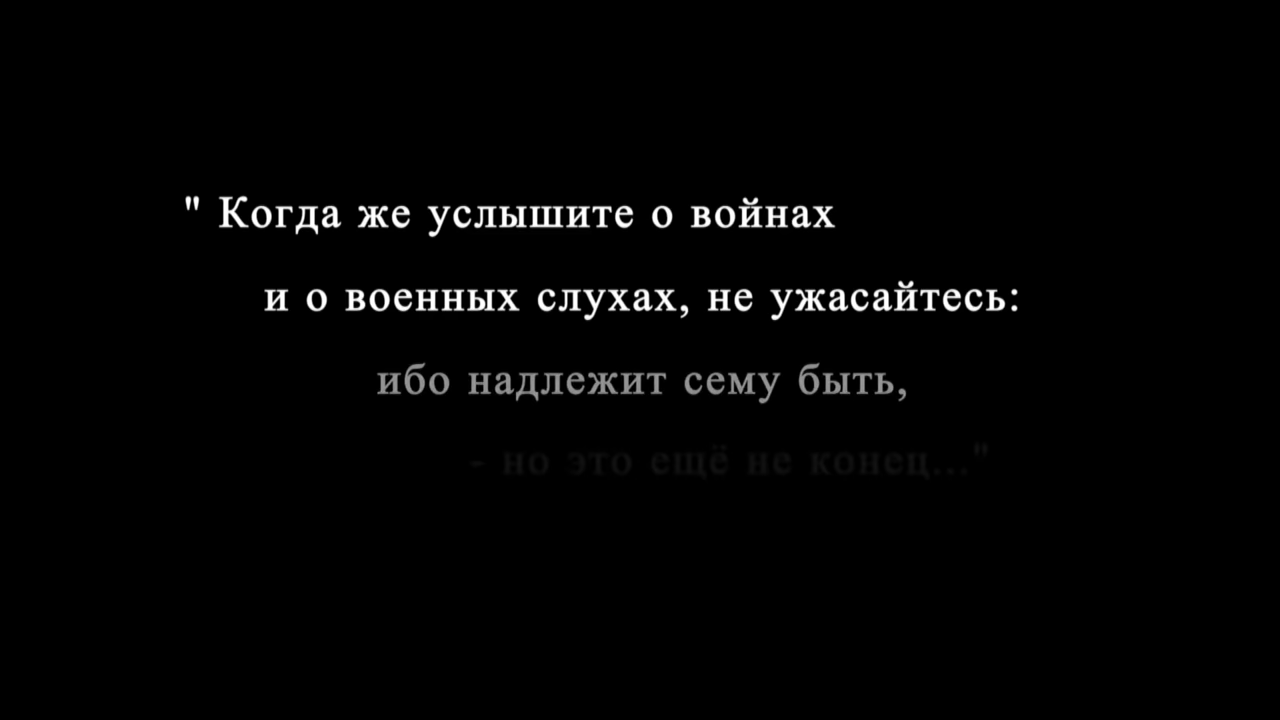 " Когда же услышите о войнах
и о военных слухах, не ужасайтесь:
ибо надлежит сему быть,
- но это ещё не конец..."